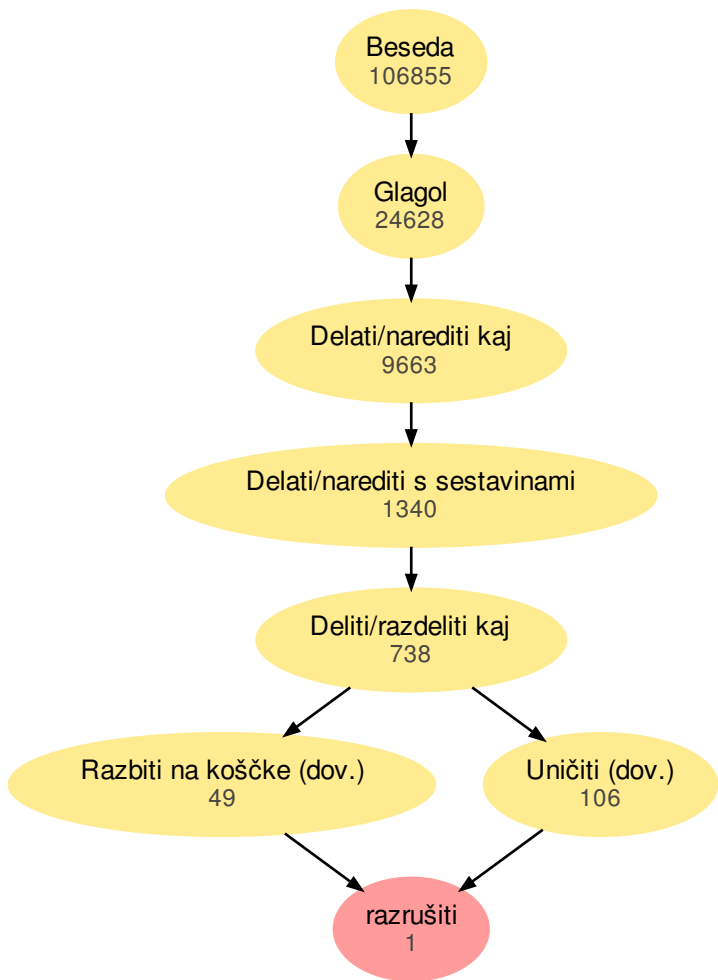 Beseda
106855
Glagol
24628
Delati/narediti kaj
9663
Delati/narediti s sestavinami
1340
Deliti/razdeliti kaj
738
Razbiti na koščke (dov.)
49
Uničiti (dov.)
106
razrušiti
1